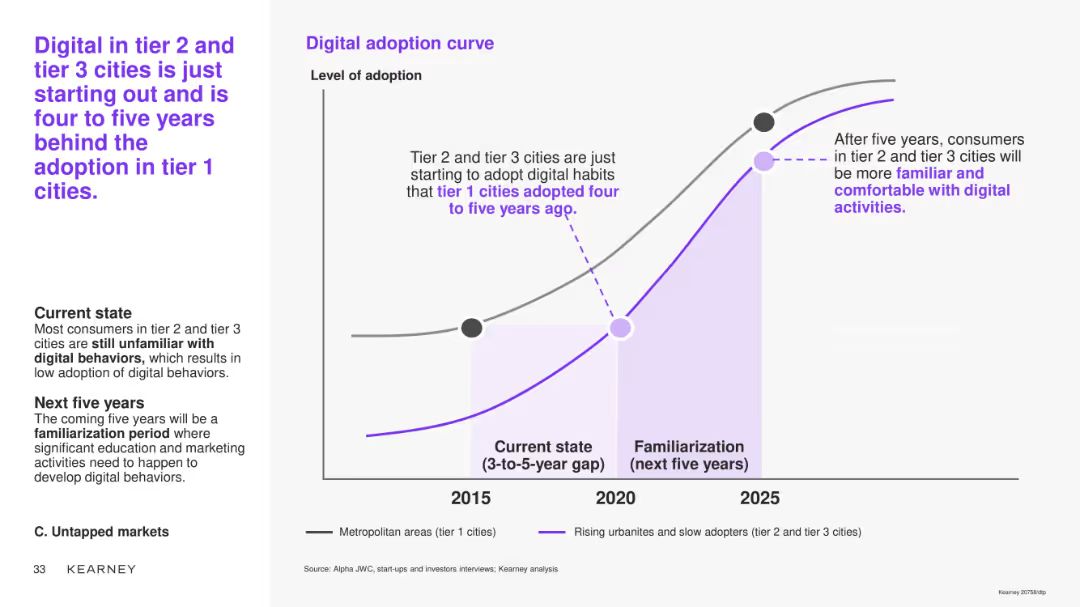 Digital in tier 2 and
tier 3 cities is just
starting out and is
four to five years
behind the
adoption in tier 1
cities.
Current state
Most consumers in tier 2 and tier 3
cities are still unfamiliar with
digital behaviors, which results in
low adoption of digital behaviors.
Next five years
The coming five years will be a
familiarization period where
significant education and marketing
activities need to happen to
develop digital behaviors.
C. Untapped markets
33 KEARNEY
Digital adoption curve
Level of adoption
Tier 2 and tier 3 cities are just
starting to adopt digital habits
that tier 1 cities adopted four
to five years ago.
After five years, consumers
in tier 2 and tier 3 cities will
be more familiar and
comfortable with digital
activities.
Current state
(3-to-5-year gap)
Familiarization
(next five years)
2015 2020 2025
Metropolitan areas (tier 1 cities)
Rising urbanites and slow adopters (tier 2 and tier 3 cities)
Source: Alpha JWC, start-ups and investors interviews; Kearney analysis
Kearney 20758/dtp